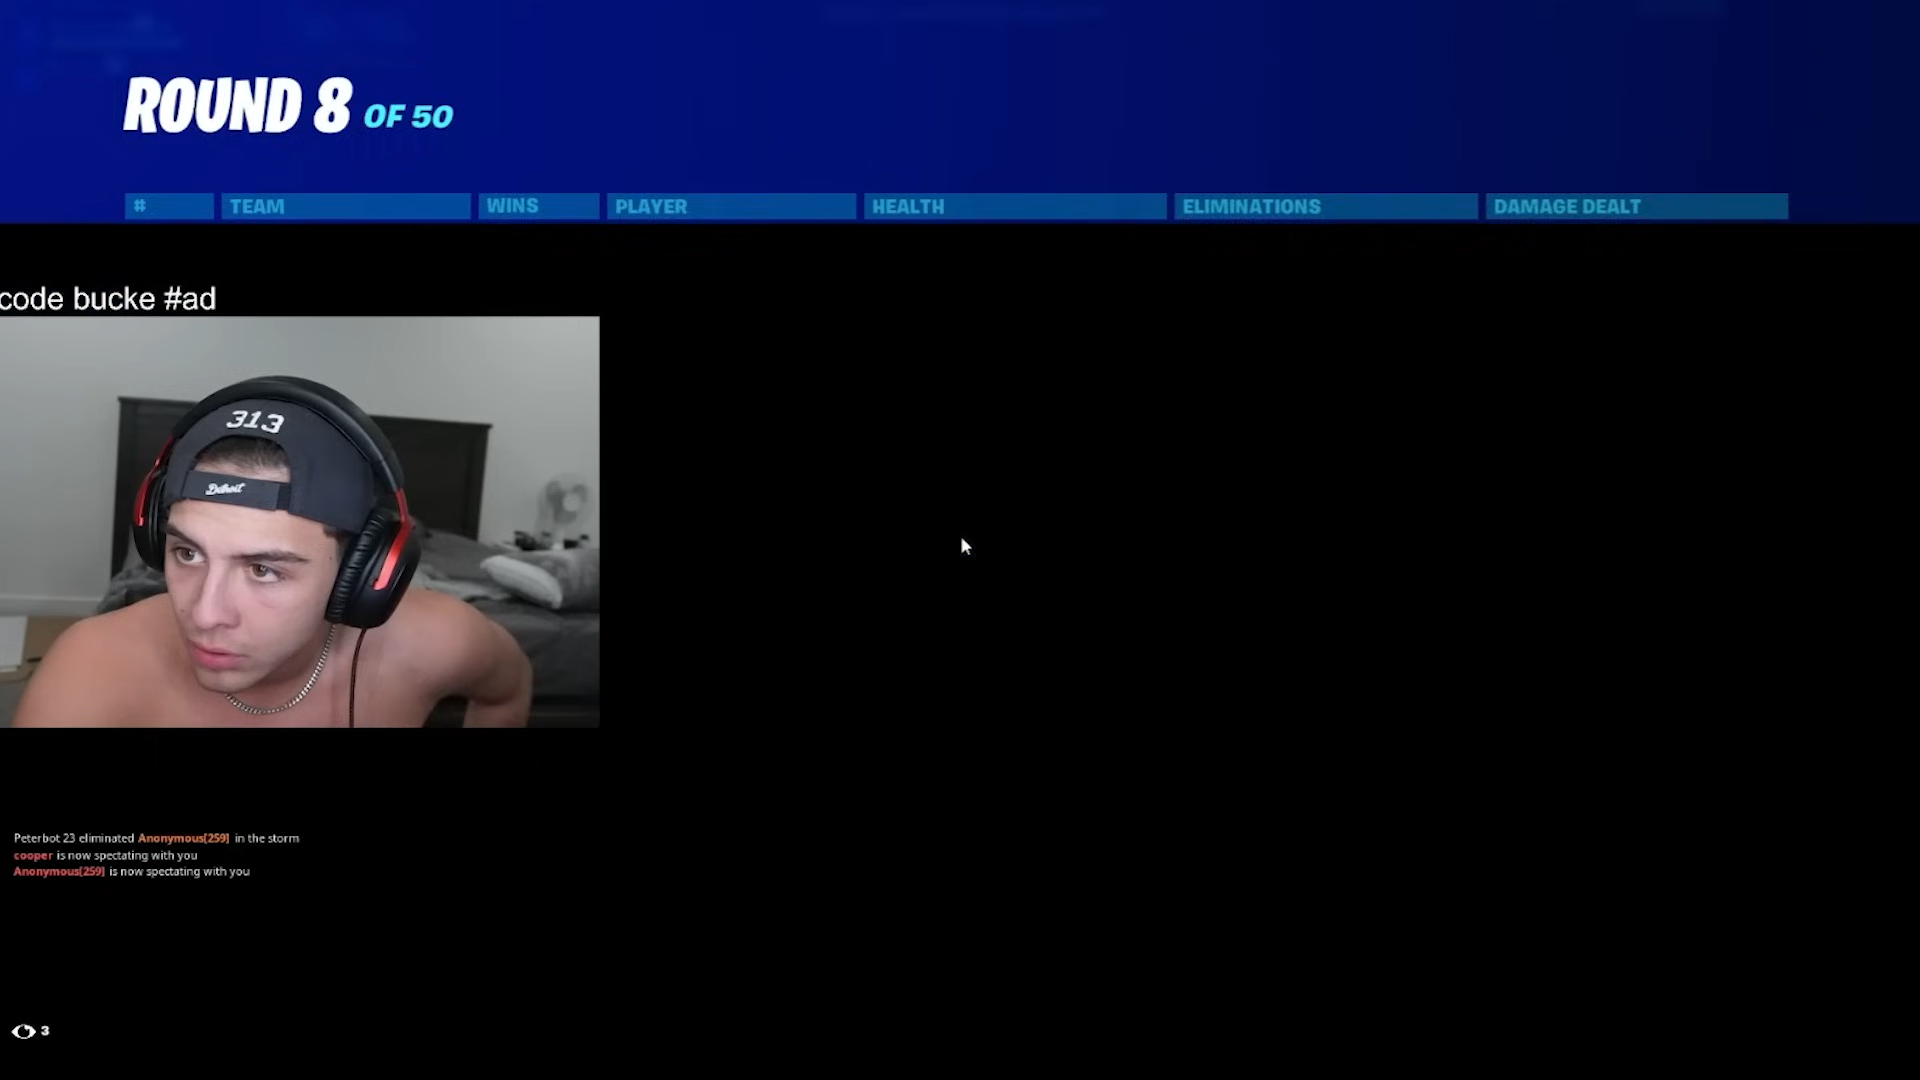 ROUND 8 OF 50
# TEAM WINS PLAYER HEALTH ELIMINATIONS DAMAGE DEALT
code bucke #ad
313
Detroit
Peterbot 23 eliminated Anonymous[259] in the storm
cooper is now spectating with you
Anonymous[259] is now spectating with you
3